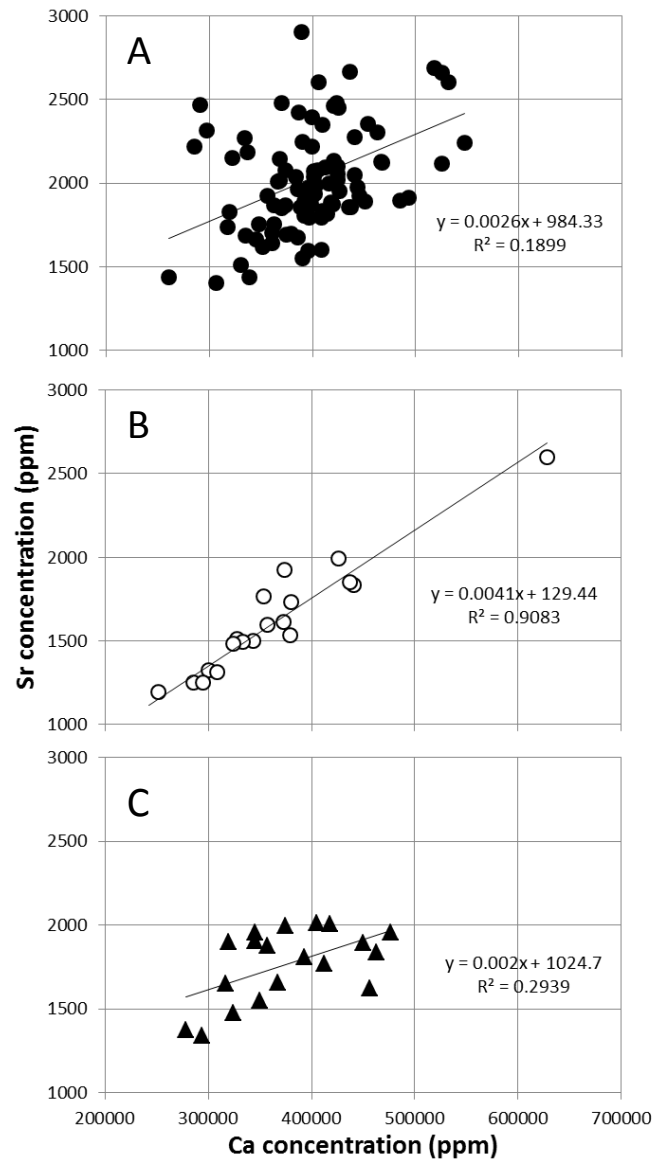 3000
A
2500
2000
y = 0.0026x + 984.33
R² = 0.1899
1500
1000
3000
B
2500
2000
y = 0.0041x + 129.44
R² = 0.9083
1500
1000
Sr concentration (ppm)
3000
C
2500
2000
y = 0.002x + 1024.7
R² = 0.2939
1500
1000
200000 300000 400000 500000 600000 700000
Ca concentration (ppm)